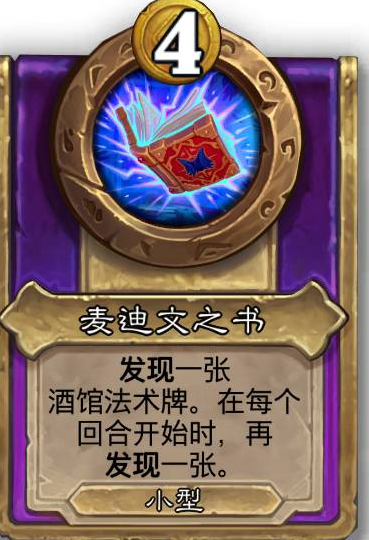 4
麦迪文之书
发现一张
酒馆法术牌。在每个
回合开始时，再
发现一张。
小型